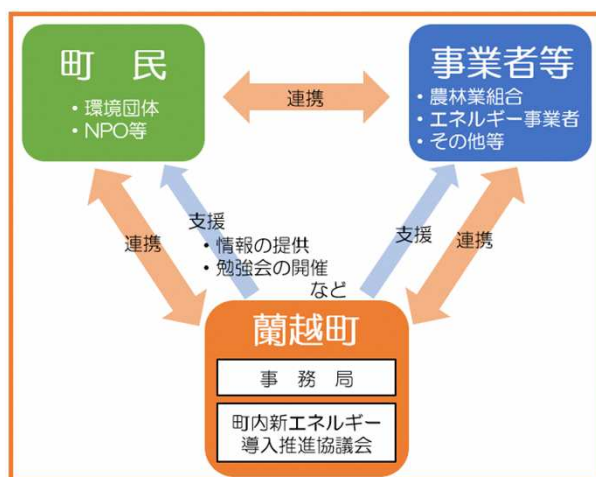 町　民
・環境団体
・NPO等
事業者等
・農林業組合
・エネルギー事業者
・その他等
連携
連携
支援
・情報の提供
・勉強会の開催
など
支援
連携
蘭越町
事　務　局
町内新エネルギー
導入推進協議会